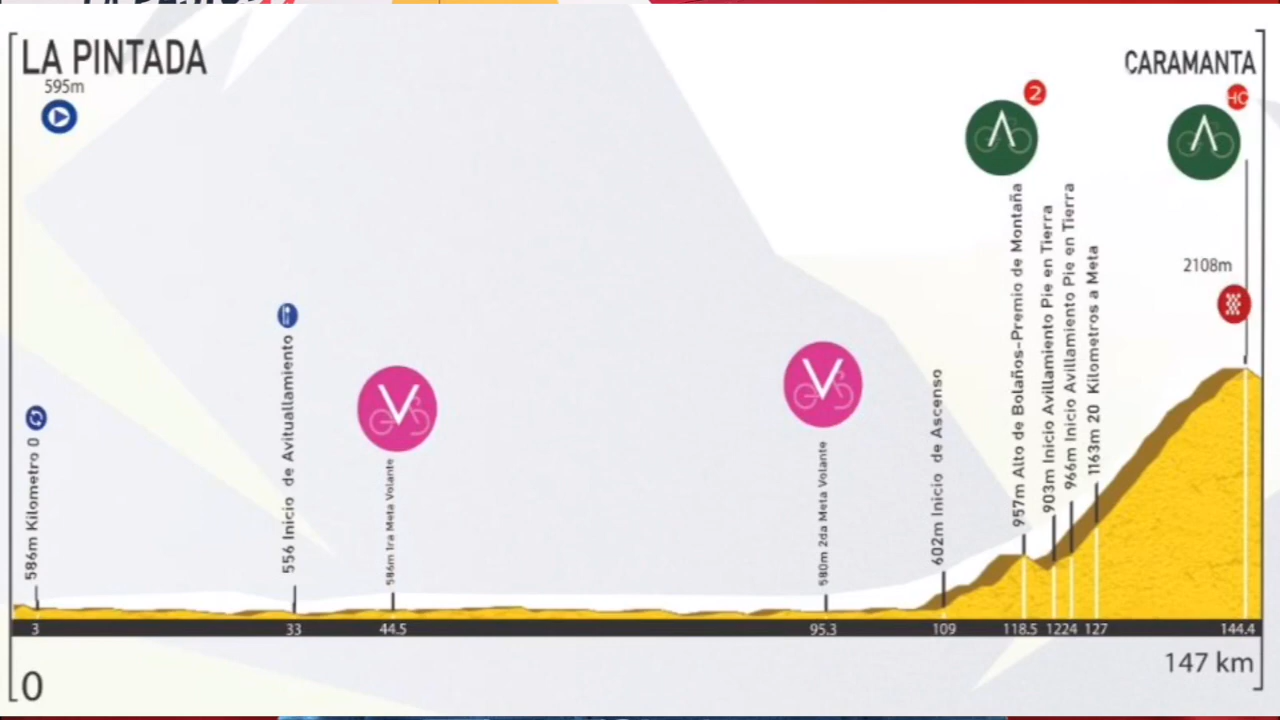 LA PINTADA
595m
CARAMANTA
2
HC
2108m
586m Kilometro 0
556 Inicio de Avituallamiento
586m 1ra Meta Volante
580m 2da Meta Volante
602m Inicio de Ascenso
957m Alto de Bolaños-Premio de Montaña
903m Inicio Avillamiento Pie en Tierra
966m Inicio Avillamiento Pie en Tierra
1163m 20 Kilometros a Meta
3 33 44.5 95.3 109 118.5 1224 127 144.4
147 km
0